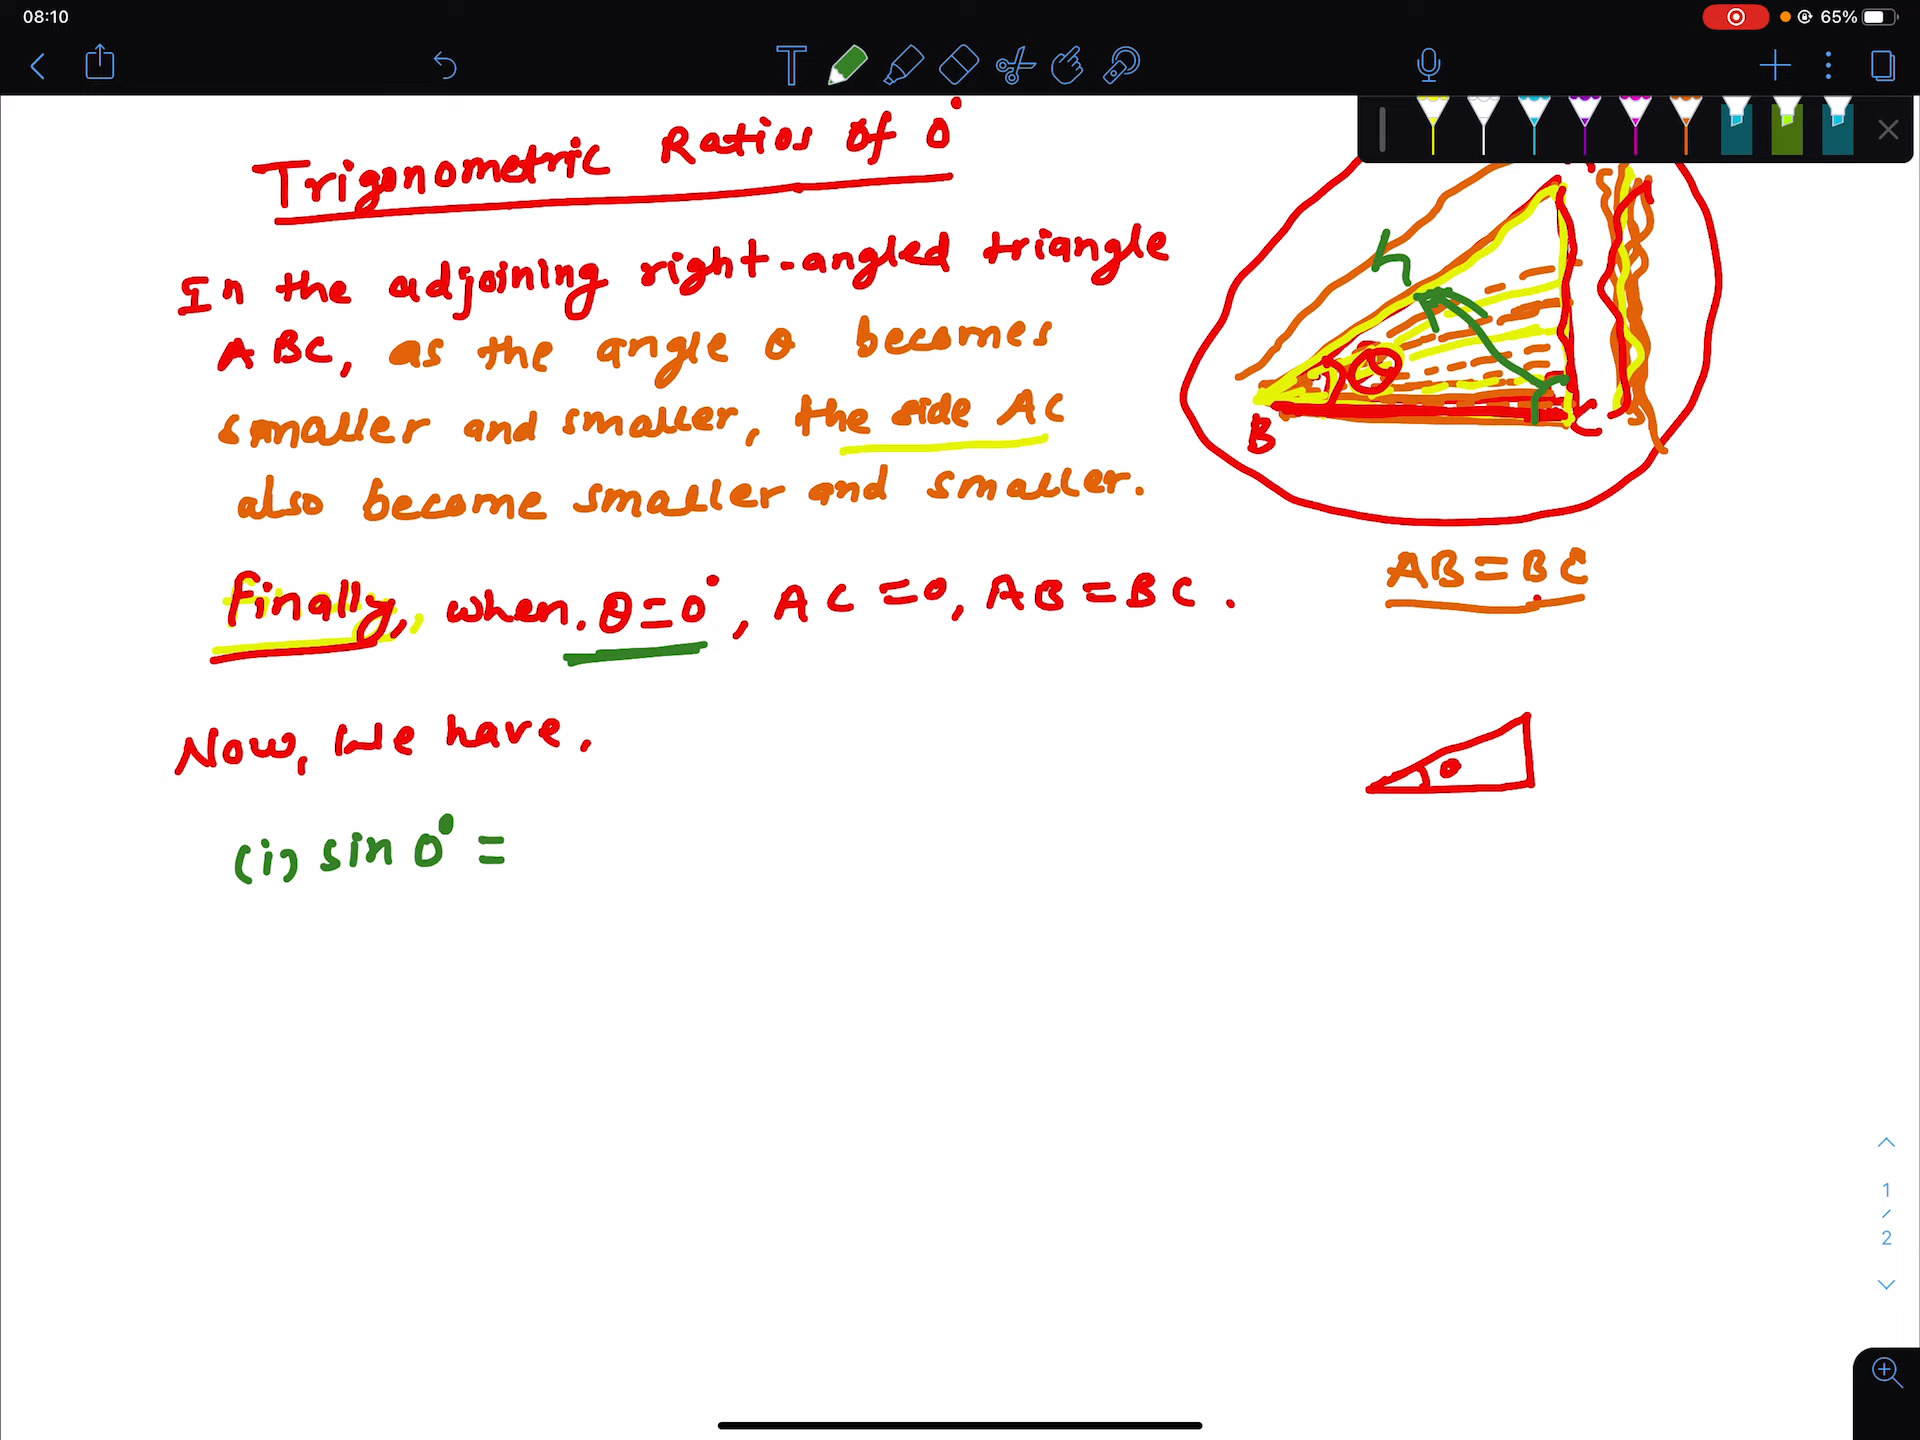 08:10
65%
Trigonometric Ratios of 0°
In the adjoining right-angled triangle
ABC, as the angle θ becomes
smaller and smaller, the side AC
also become smaller and smaller.
Finally, when. θ=0°, AC=0, AB=BC.
Now, We have,
(i) sin 0° =
h
θ
B
C
AB=BC
θ
1
/
2